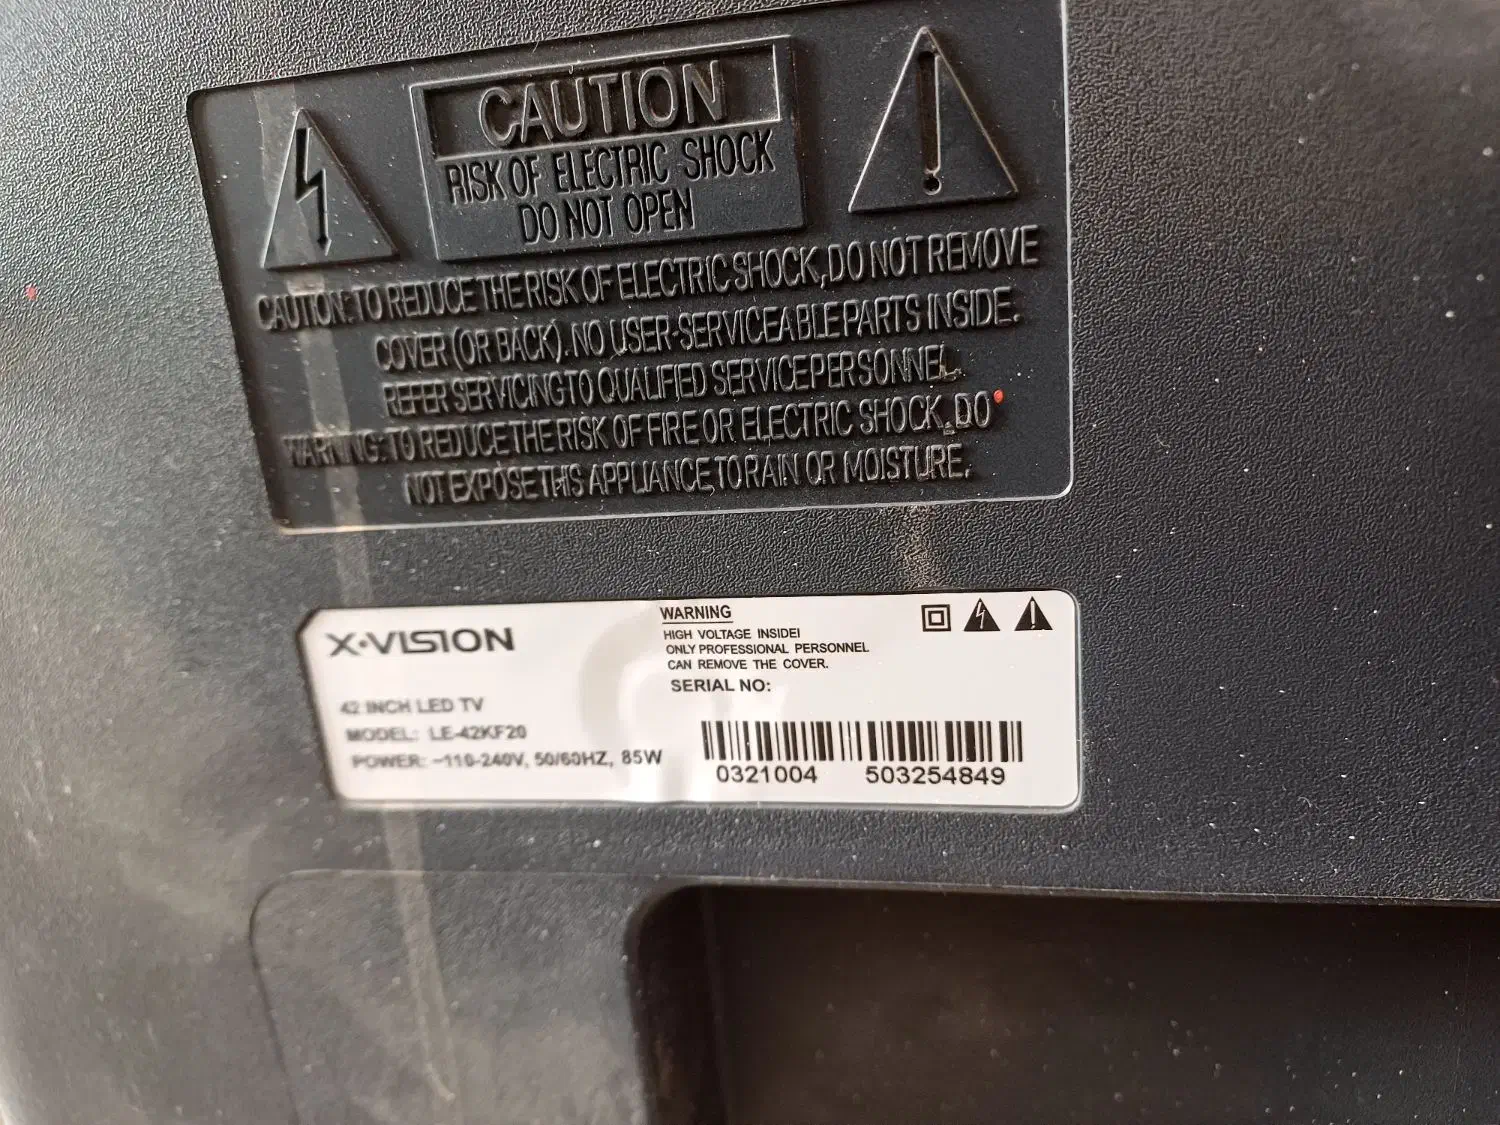 CAUTION
RISK OF ELECTRIC SHOCK
DO NOT OPEN
CAUTION: TO REDUCE THE RISK OF ELECTRIC SHOCK, DO NOT REMOVE
COVER (OR BACK). NO USER-SERVICEABLE PARTS INSIDE.
REFER SERVICING TO QUALIFIED SERVICE PERSONNEL.
WARNING: TO REDUCE THE RISK OF FIRE OR ELECTRIC SHOCK, DO
NOT EXPOSE THIS APPLIANCE TO RAIN OR MOISTURE.
X·VISION
42 INCH LED TV
MODEL: LE-42KF20
POWER: ~110-240V, 50/60HZ, 85W
WARNING
HIGH VOLTAGE INSIDE!
ONLY PROFESSIONAL PERSONNEL
CAN REMOVE THE COVER.
SERIAL NO:
0321004 503254849